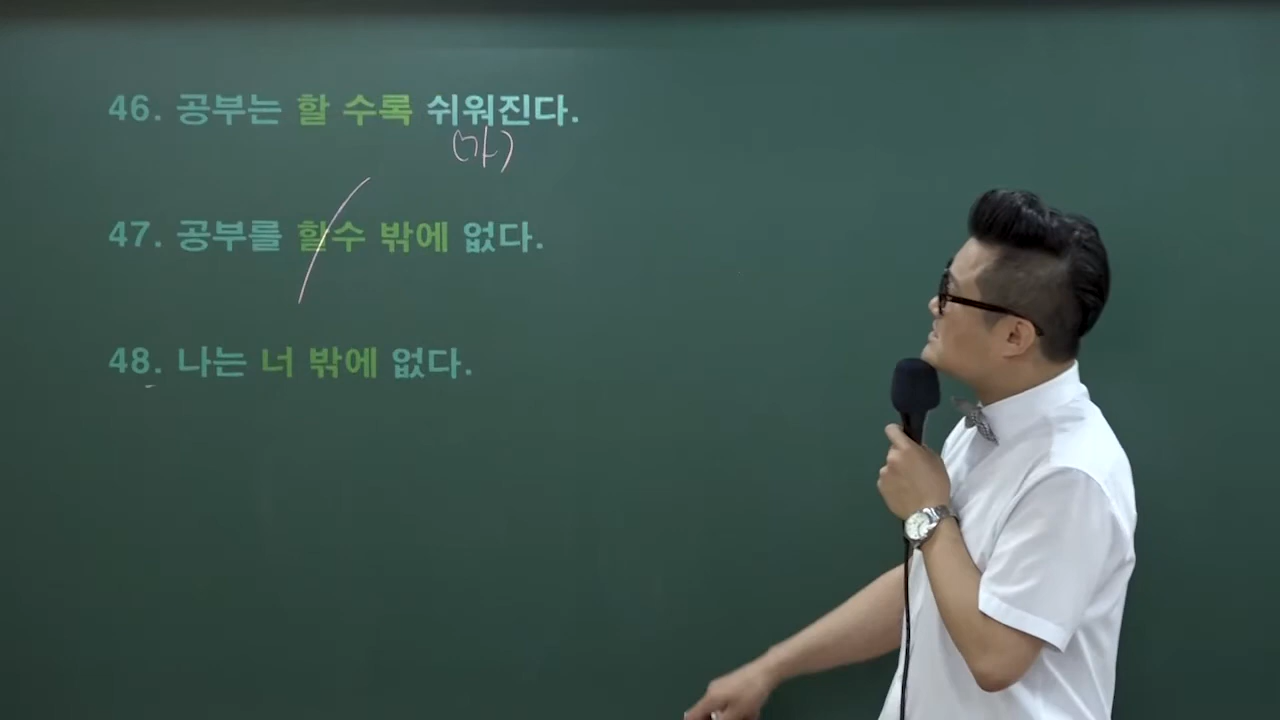 46. 공부는 할 수록 쉬워진다.
(가)
47. 공부를 할수 밖에 없다.
48. 나는 너 밖에 없다.